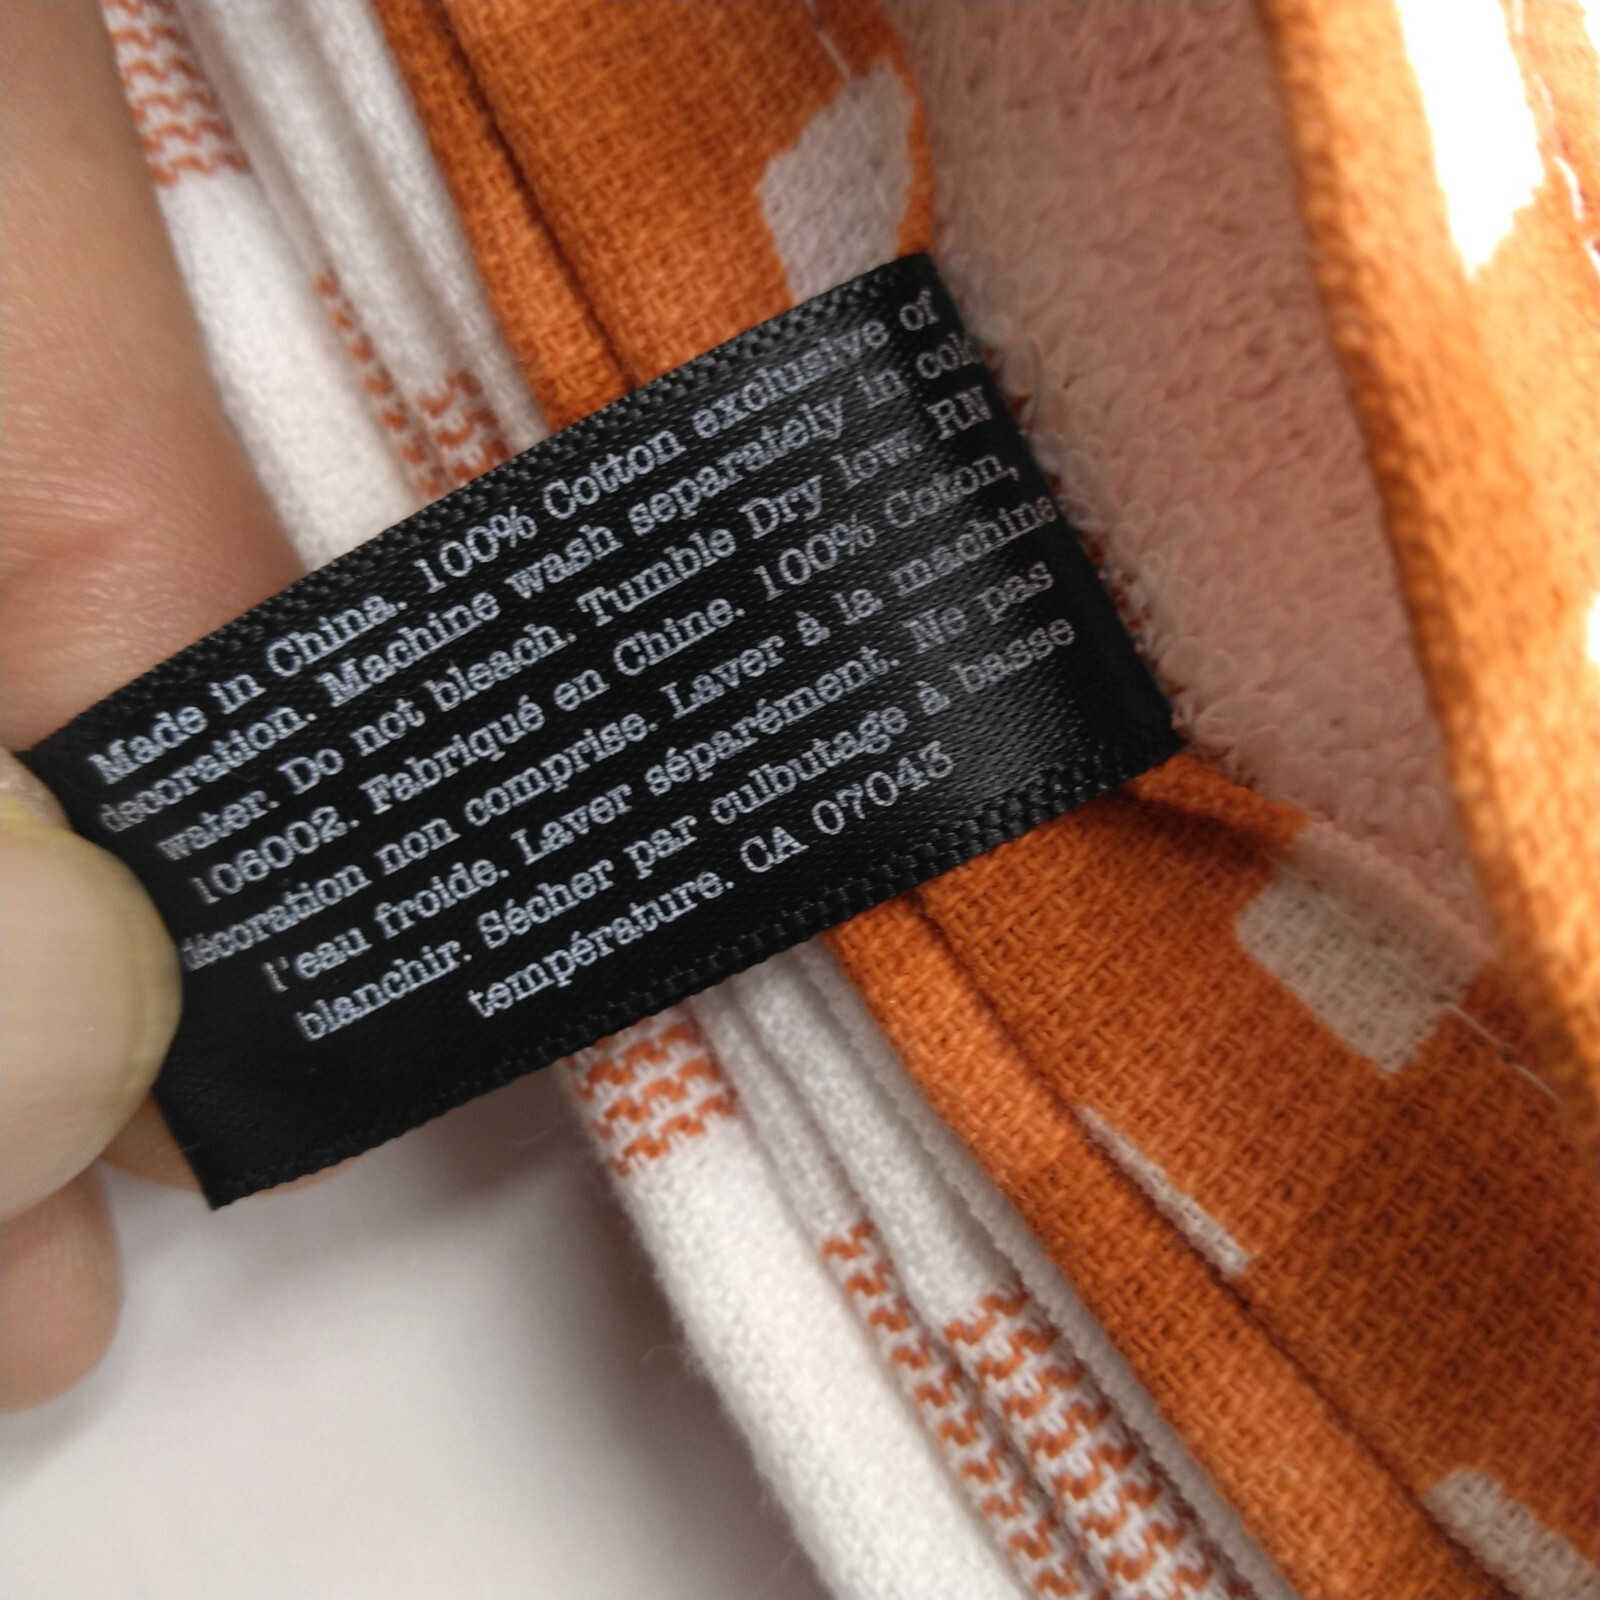 Made in China. 100% Cotton exclusive of
decoration. Machine wash separately in cold
water. Do not bleach. Tumble Dry low. RN
106002. Fabriqué en Chine. 100% Coton,
décoration non comprise. Laver à la machine
l'eau froide. Laver séparément. Ne pas
blanchir. Sécher par culbutage à basse
température. CA 07043